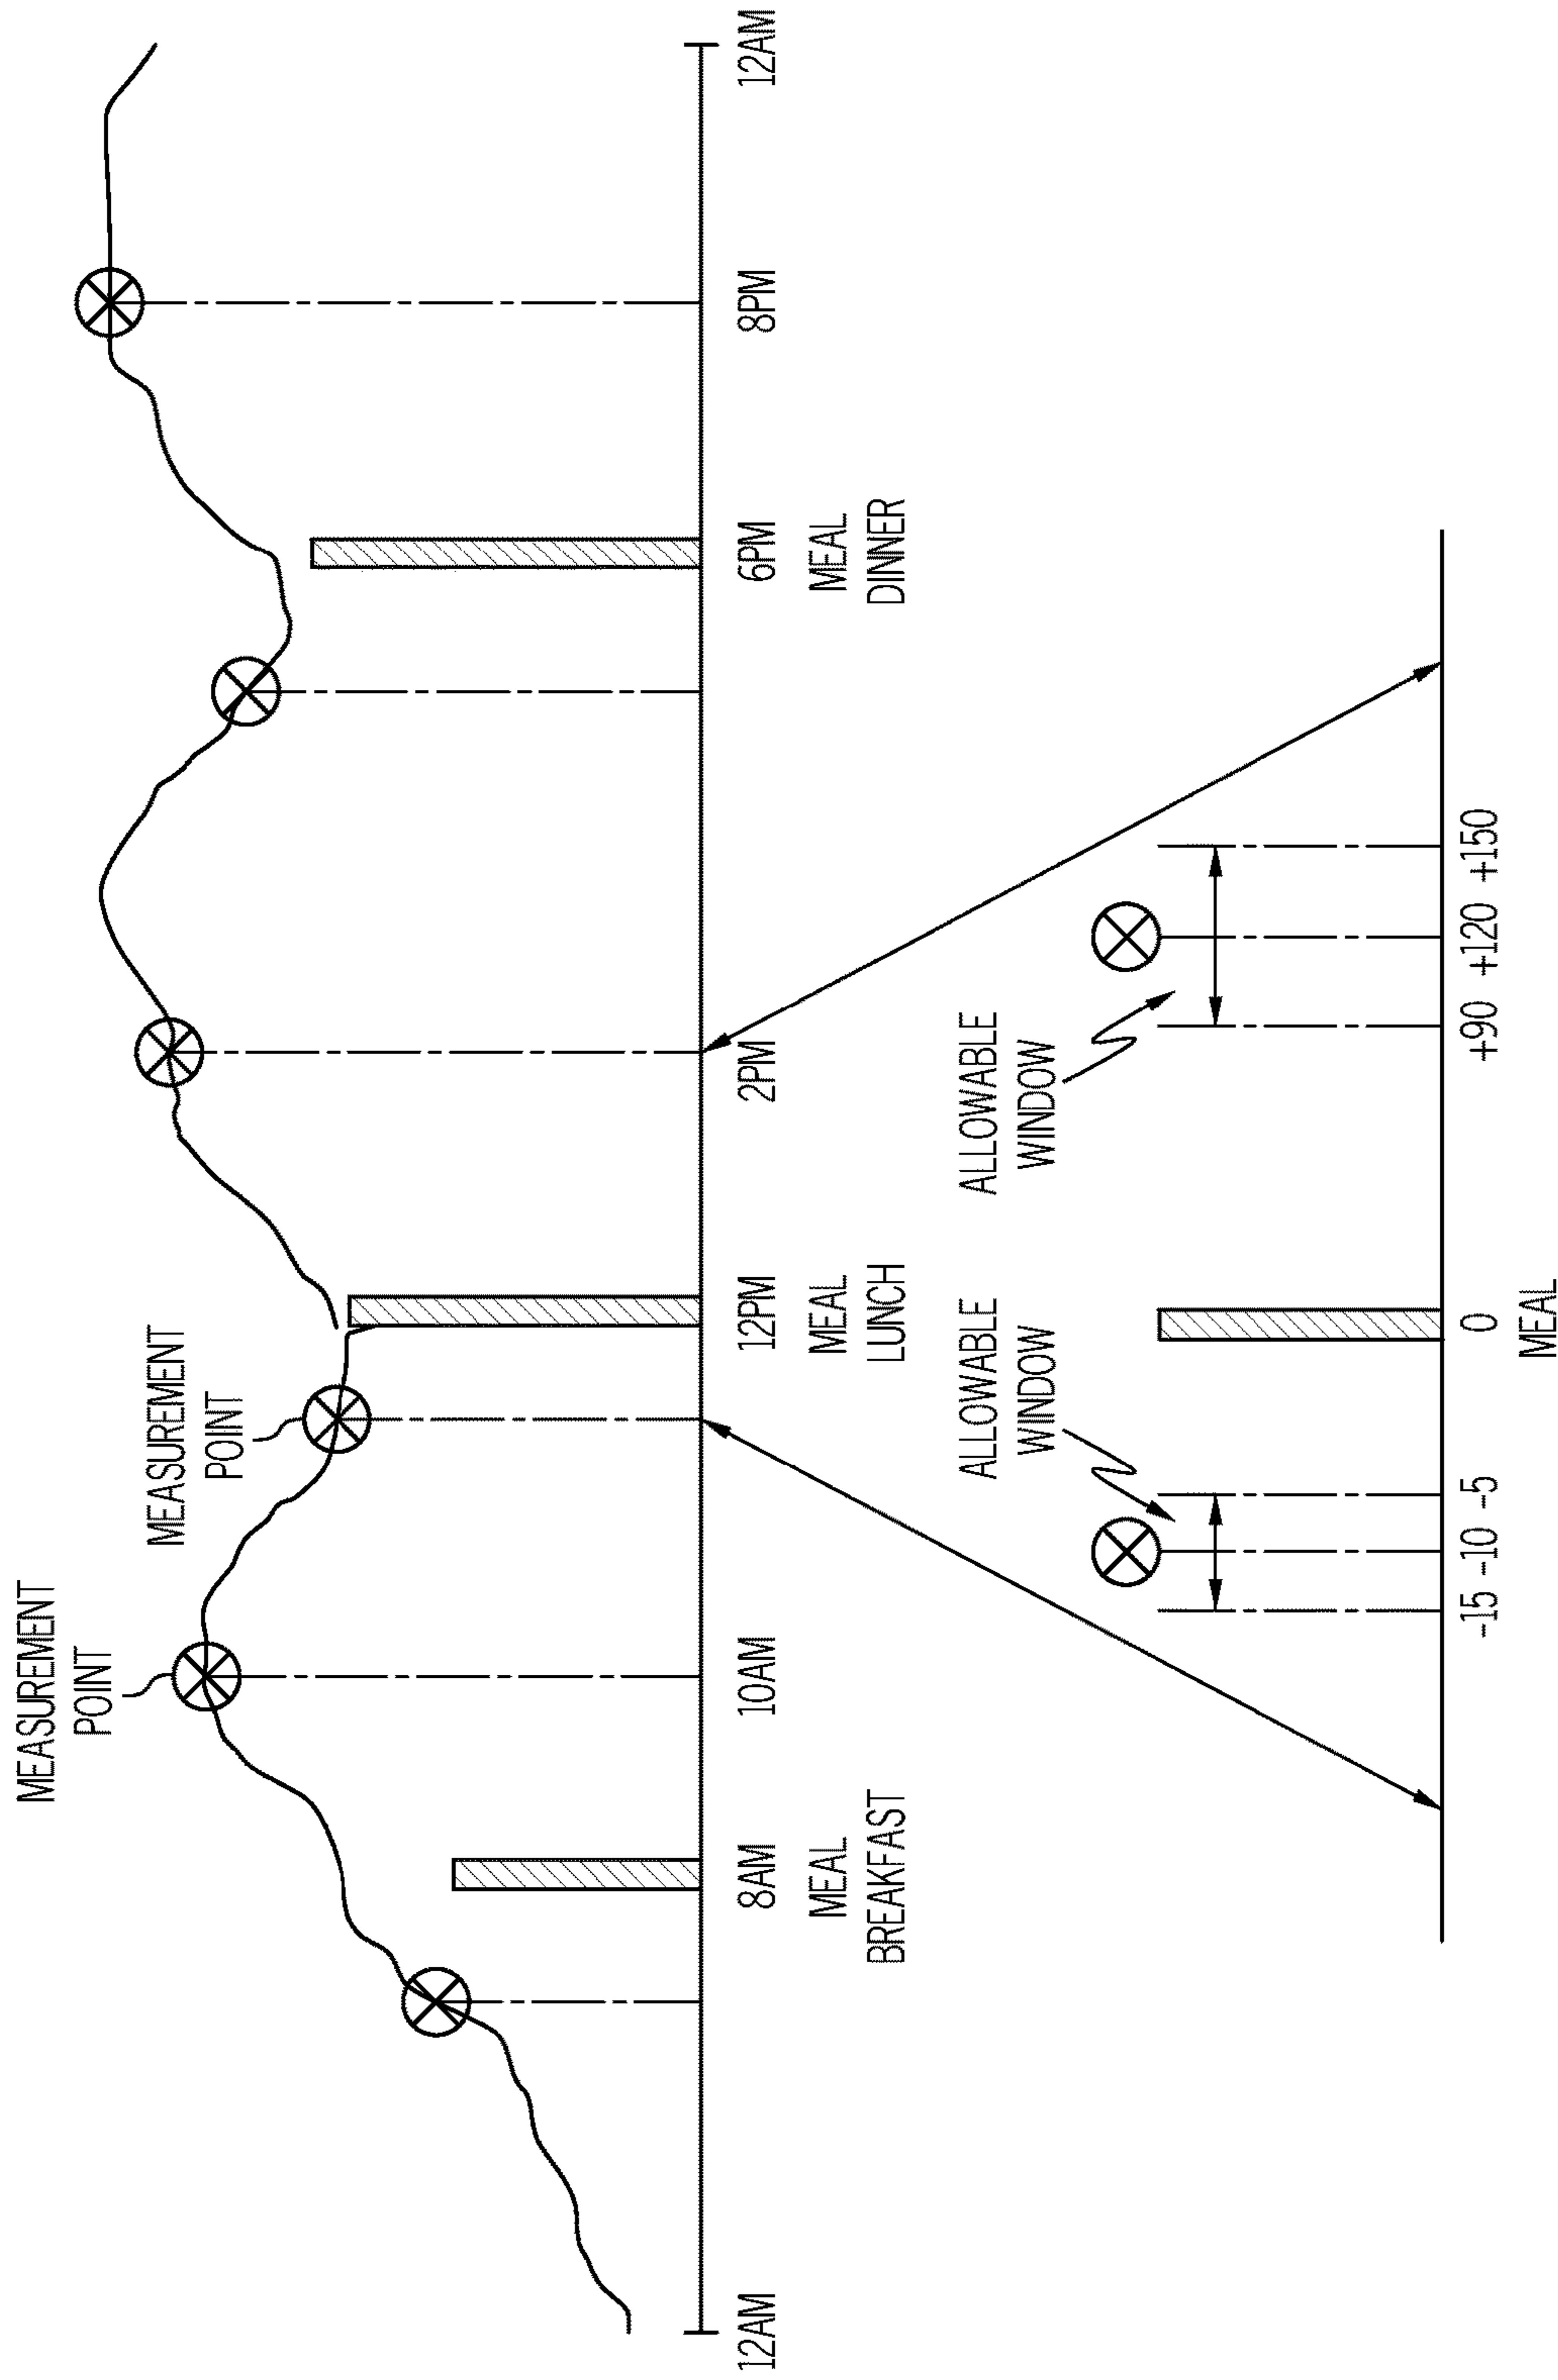 MEASUREMENT
POINT
MEASUREMENT
POINT
12AM
8AM
10AM
12PM
2PM
6PM
8PM
12AM
MEAL
BREAKFAST
MEAL
LUNCH
MEAL
DINNER
ALLOWABLE
WINDOW
ALLOWABLE
WINDOW
-15 -10 -5
0
+90 +120 +150
MEAL